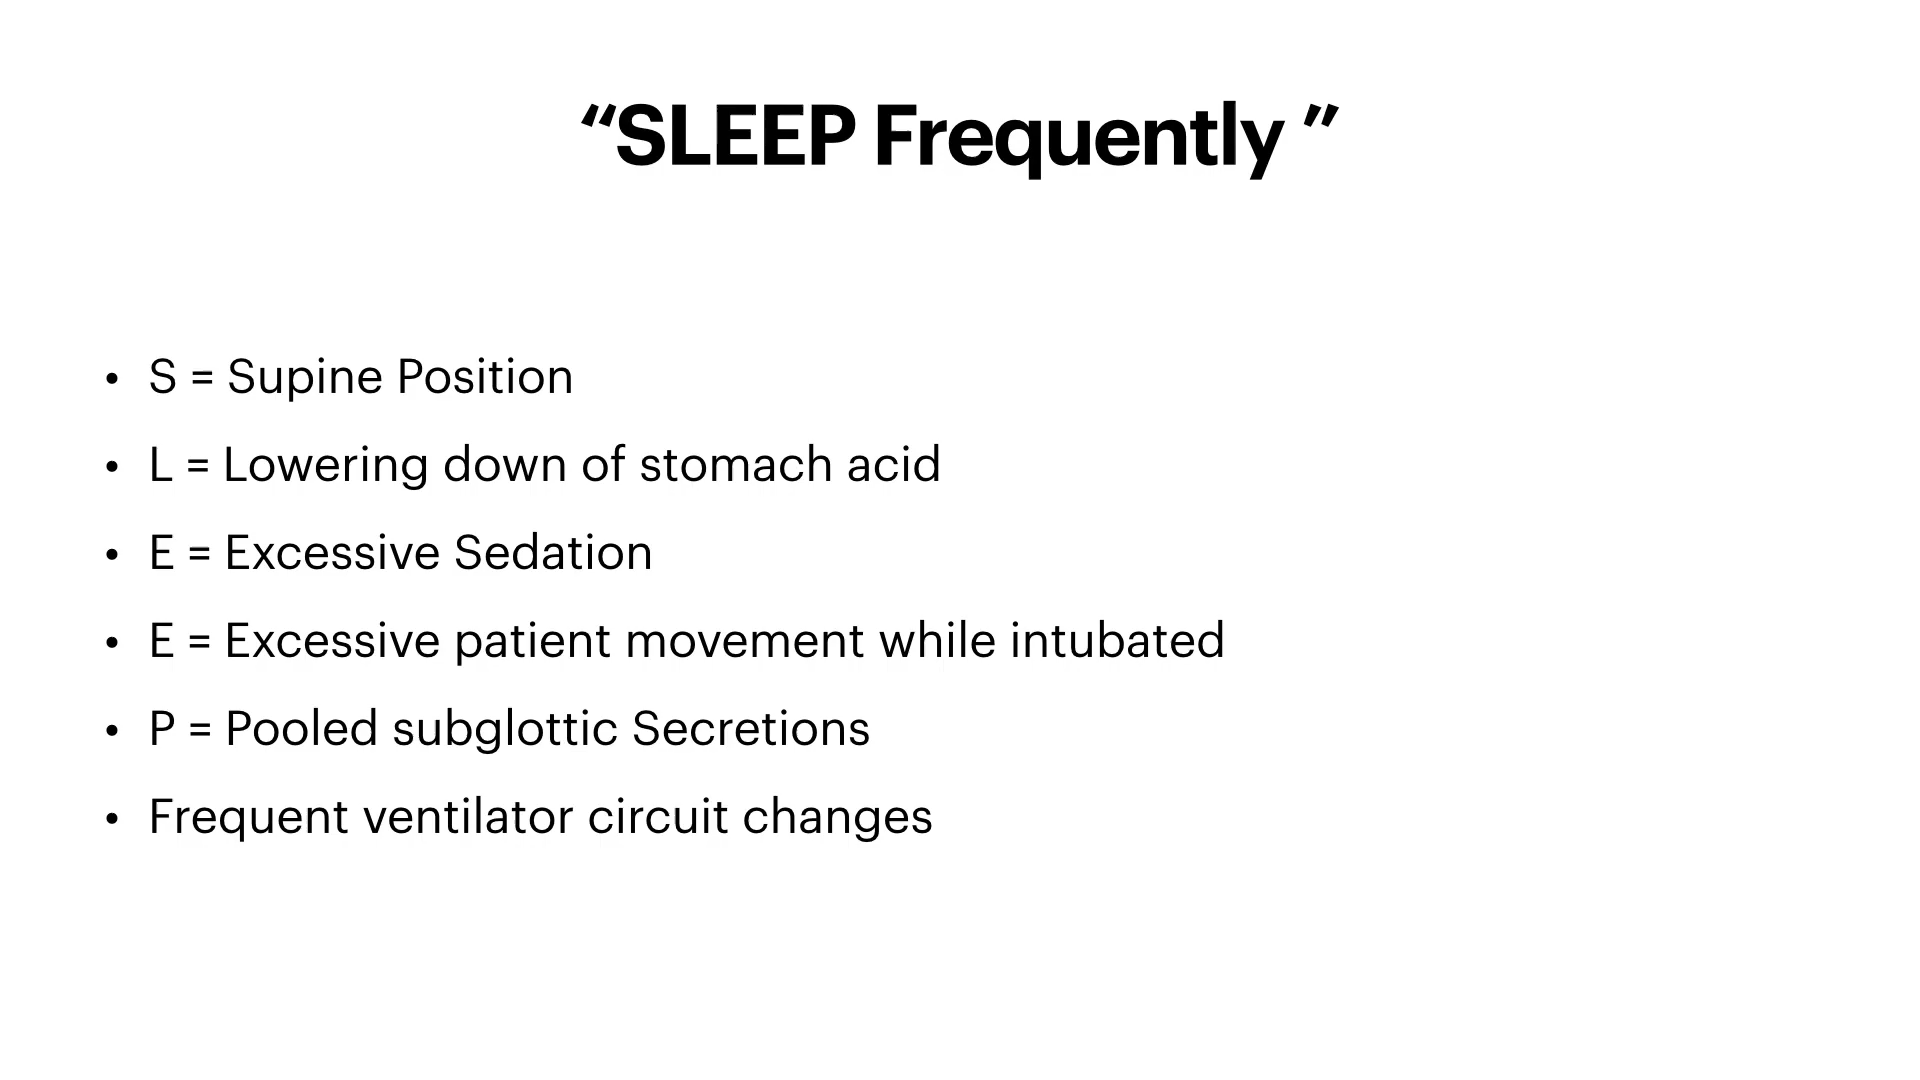 “SLEEP Frequently ”
• S = Supine Position
• L = Lowering down of stomach acid
• E = Excessive Sedation
• E = Excessive patient movement while intubated
• P = Pooled subglottic Secretions
• Frequent ventilator circuit changes